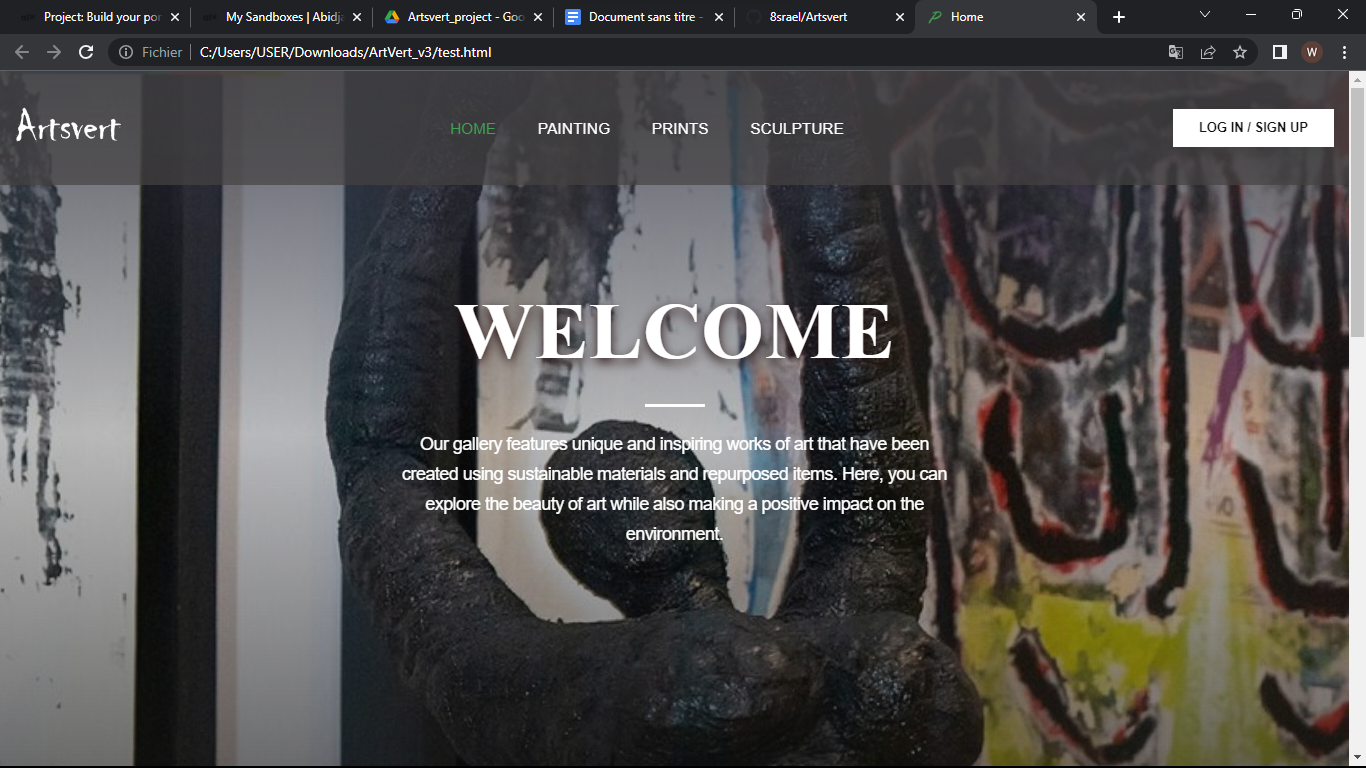 Project: Build your por
My Sandboxes | Abidja
Artsvert_project - Goo
Document sans titre -
8srael/Artsvert
Home
Fichier
C:/Users/USER/Downloads/ArtVert_v3/test.html
W
Artsvert
HOME
PAINTING
PRINTS
SCULPTURE
LOG IN / SIGN UP
WELCOME
Our gallery features unique and inspiring works of art that have been
created using sustainable materials and repurposed items. Here, you can
explore the beauty of art while also making a positive impact on the
environment.